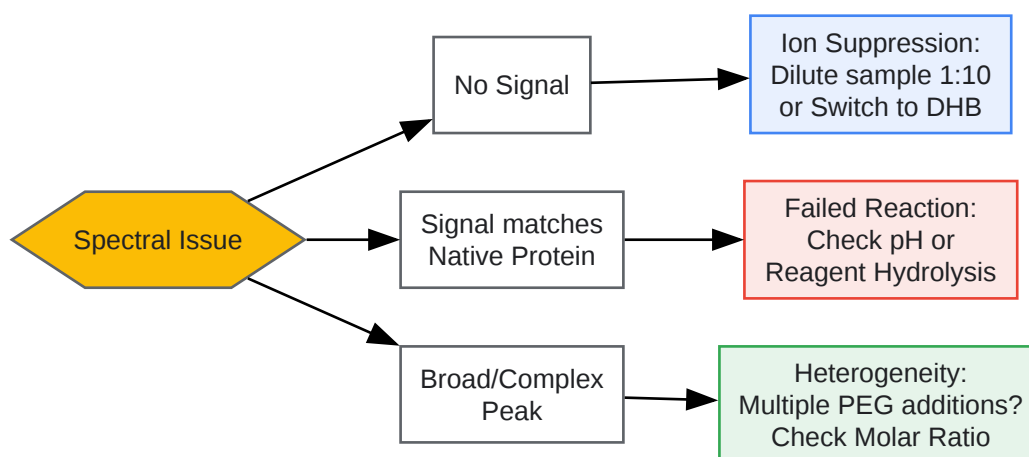 Spectral Issue
No Signal
Ion Suppression:
Dilute sample 1:10
or Switch to DHB
Signal matches
Native Protein
Failed Reaction:
Check pH or
Reagent Hydrolysis
Broad/Complex
Peak
Heterogeneity:
Multiple PEG additions?
Check Molar Ratio